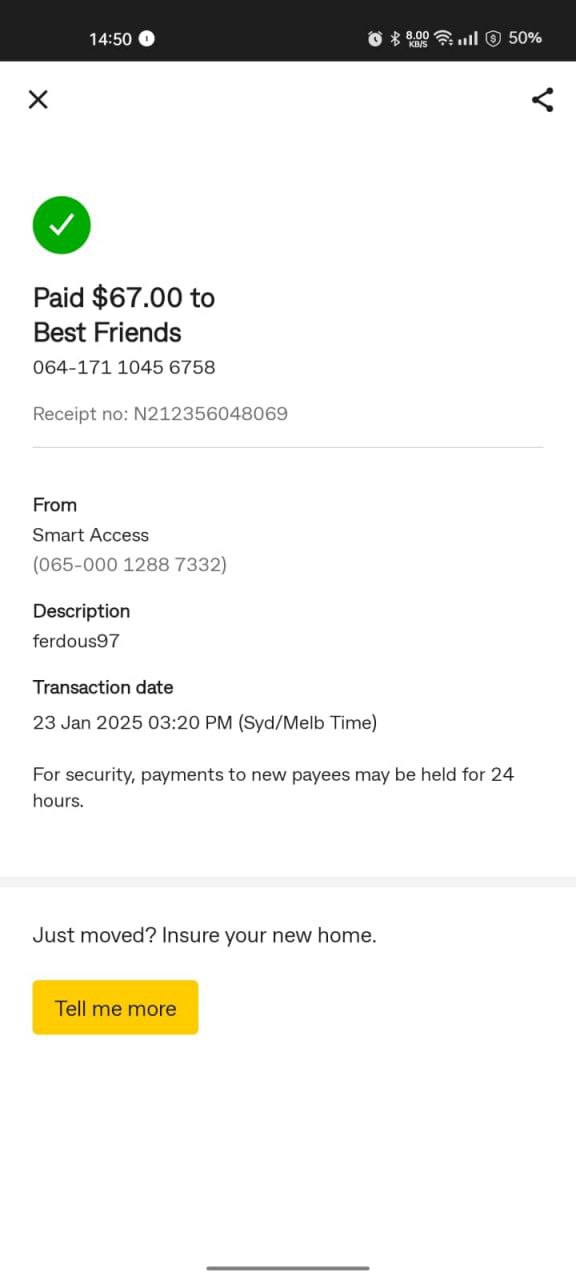 14:50
8.00
KB/S
50%
Paid $67.00 to
Best Friends
064-171 1045 6758
Receipt no: N212356048069
From
Smart Access
(065-000 1288 7332)
Description
ferdous97
Transaction date
23 Jan 2025 03:20 PM (Syd/Melb Time)
For security, payments to new payees may be held for 24
hours.
Just moved? Insure your new home.
Tell me more